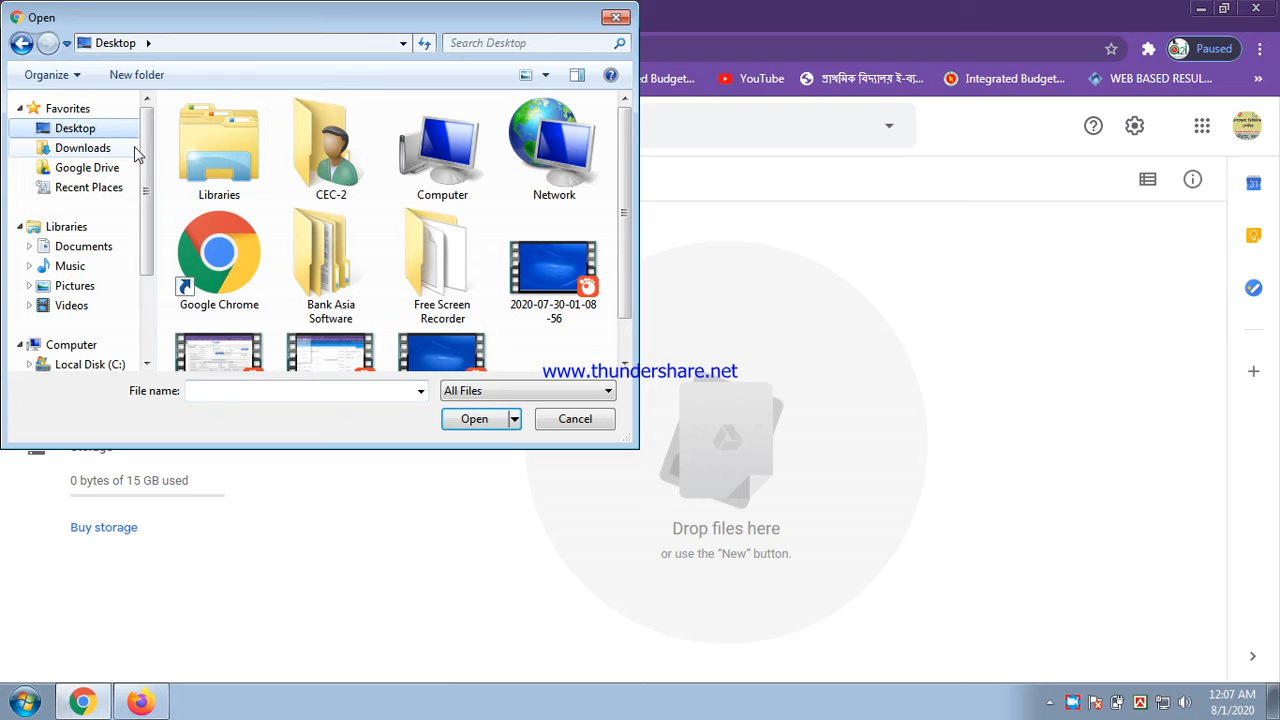 Open
Desktop
Search Desktop
Organize
New folder
Favorites
Desktop
Downloads
Google Drive
Recent Places
Libraries
Documents
Music
Pictures
Videos
Computer
Local Disk (C:)
Libraries
CEC-2
Computer
Network
Google Chrome
Bank Asia
Software
Free Screen
Recorder
2020-07-30-01-08
-56
www.thundershare.net
File name:
All Files
Open
Cancel
Paused
ed Budget...
YouTube
প্রাথমিক বিদ্যালয় ই-ব্য...
Integrated Budget...
WEB BASED RESUL...
»
31
0 bytes of 15 GB used
Buy storage
Drop files here
or use the “New” button.
12:07 AM
8/1/2020